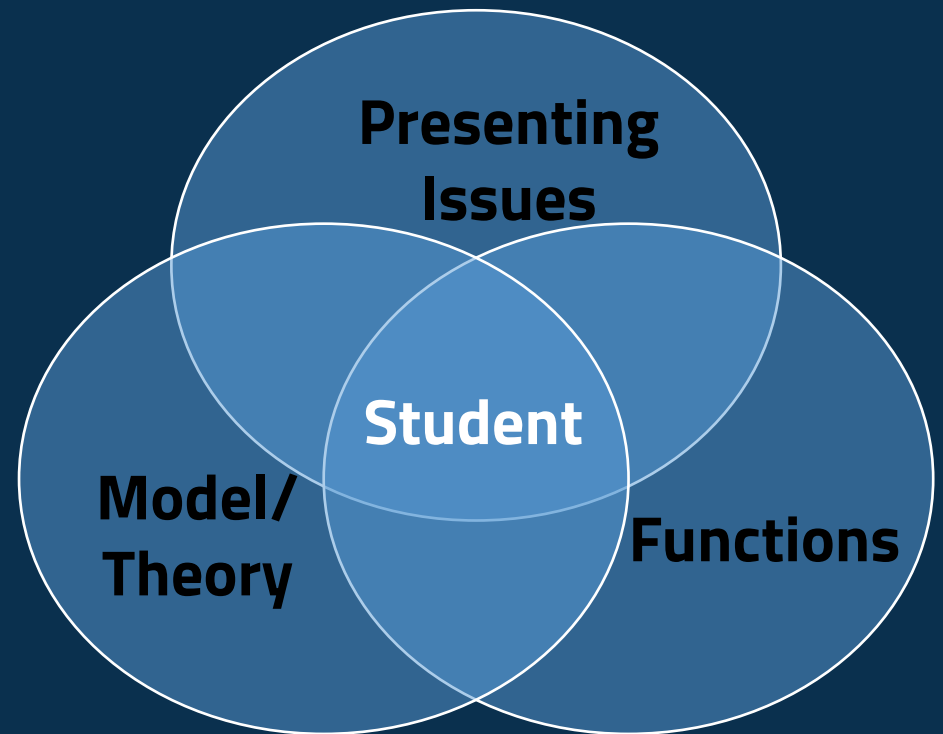 Presenting
Issues
Student
Model/
Theory
Functions